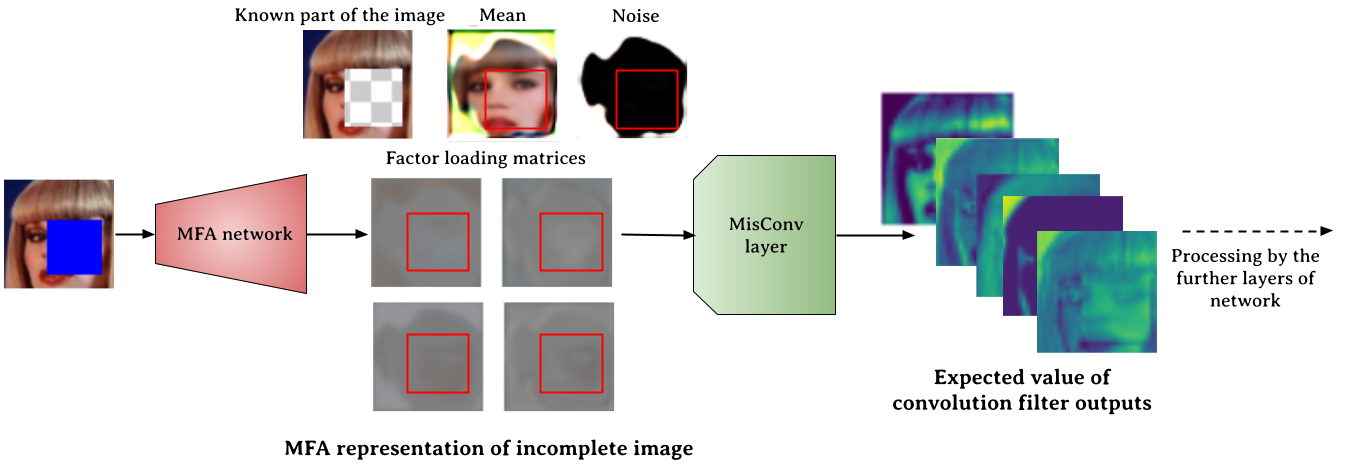 Known part of the image
_Mean
Noise
Factor loading matrices
MFA network
MisConv
layer
Processing by the
further layers of
network
Expected value of
convolution filter outputs
MFA representation of incomplete image